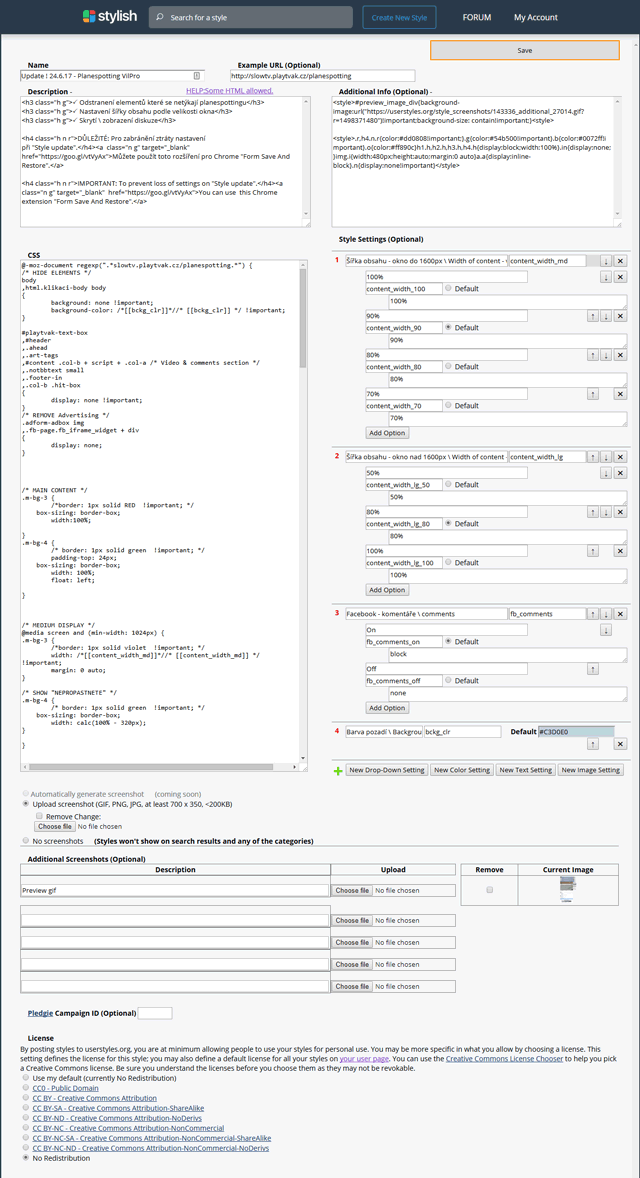 stylish
Search for a style
Create New Style
FORUM
My Account
Save
Name
Example URL (Optional)
Update ! 24.6.17 - Planespotting VilPro
http://slowtv.playtvak.cz/planespotting
Description -
HELP:Some HTML allowed.
<h3 class="h g">✓ Odstranení elementů které se netýkají planespottingu</h3>
<h3 class="h g">✓ Nastavení šířky obsahu podle velikosti okna</h3>
<h3 class="h g">✓ Skrytí \ zobrazení diskuze</h3>
<h4 class="h n r">DŮLEŽITÉ: Pro zabránění ztráty nastavení
při "Style update".</h4><a class="n g" target="_blank"
href="https://goo.gl/vtVyAx">Můžete použít toto rozšíření pro Chrome "Form Save And
Restore".</a>
<h4 class="h n r">IMPORTANT: To prevent loss of settings on "Style update".</h4><a
class="n g" target="_blank" href="https://goo.gl/vtVyAx">You can use this Chrome
extension "Form Save And Restore".</a>
Additional Info (Optional) -
<style>#preview_image_div{background-
image:url("https://userstyles.org/style_screenshots/143336_additional_27014.gif?
r=1498371480")!important;background-size: contain!important;}<style>
<style>.r,h4.n.r{color:#dd0808!important;}.g{color:#54b500!important}.b{color:#0072ff!i
mportant}.o{color:#ff890c}h1.h,h2.h,h3.h,h4.h{display:block;width:100%}.n{display:none;
}img.i{width:480px;height:auto;margin:0 auto}a.a{display:inline-
block}.n{display:none!important}</style>
CSS
@-moz-document regexp(".*slowtv.playtvak.cz/planespotting.*") {
/* HIDE ELEMENTS */
body
,html.klikaci-body body
{
background: none !important;
background-color: /*[[bckg_clr]]*//* [[bckg_clr]] */ !important;
}
#playtvak-text-box
,#header
,.ahead
,.art-tags
,#content .col-b + script + .col-a /* Video & comments section */
,.notbbtext small
,.footer-in
,.col-b .hit-box
{
display: none !important;
}
/* REMOVE Advertising */
.adform-adbox img
,.fb-page.fb_iframe_widget + div
{
display: none;
}
/* MAIN CONTENT */
.m-bg-3 {
/*border: 1px solid RED !important; */
box-sizing: border-box;
width:100%;
}
.m-bg-4 {
/* border: 1px solid green !important; */
padding-top: 24px;
box-sizing: border-box;
width: 100%;
float: left;
}
/* MEDIUM DISPLAY */
@media screen and (min-width: 1024px) {
.m-bg-3 {
/*border: 1px solid violet !important; */
width: /*[[content_width_md]]*//* [[content_width_md]] */
!important;
margin: 0 auto;
}
/* SHOW "NEPROPASTNETE" */
.m-bg-4 {
/* border: 1px solid green !important; */
box-sizing: border-box;
width: calc(100% - 320px);
}
}
Style Settings (Optional)
1 Šířka obsahu - okno do 1600px \ Width of content - content_width_md
100%
content_width_100 Default
100%
90%
content_width_90 Default
90%
80%
content_width_80 Default
80%
70%
content_width_70 Default
70%
Add Option
2 Šířka obsahu - okno nad 1600px \ Width of content - content_width_lg
50%
content_width_lg_50 Default
50%
80%
content_width_lg_80 Default
80%
100%
content_width_lg_100 Default
100%
Add Option
3 Facebook - komentáře \ comments fb_comments
On
fb_comments_on Default
block
Off
fb_comments_off Default
none
Add Option
4 Barva pozadí \ Backgrou bckg_clr Default #C3D0E0
New Drop-Down Setting New Color Setting New Text Setting New Image Setting
Automatically generate screenshot (coming soon)
Upload screenshot (GIF, PNG, JPG, at least 700 x 350, <200KB)
Remove Change:
Choose file No file chosen
No screenshots (Styles won't show on search results and any of the categories)
Additional Screenshots (Optional)
Description Upload Remove Current Image
Preview gif Choose file No file chosen
Choose file No file chosen
Choose file No file chosen
Choose file No file chosen
Choose file No file chosen
Pledgie Campaign ID (Optional)
License
By posting styles to userstyles.org, you are at minimum allowing people to use your styles for personal use. You may be more specific in what you allow by choosing a license. This
setting defines the license for this style; you may also define a default license for all your styles on your user page. You can use the Creative Commons License Chooser to help you pick
a Creative Commons license. Be sure you understand the licenses before you choose them as they may not be revokable.
Use my default (currently No Redistribution)
CC0 - Public Domain
CC BY - Creative Commons Attribution
CC BY-SA - Creative Commons Attribution-ShareAlike
CC BY-ND - Creative Commons Attribution-NoDerivs
CC BY-NC - Creative Commons Attribution-NonCommercial
CC BY-NC-SA - Creative Commons Attribution-NonCommercial-ShareAlike
CC BY-NC-ND - Creative Commons Attribution-NonCommercial-NoDerivs
No Redistribution